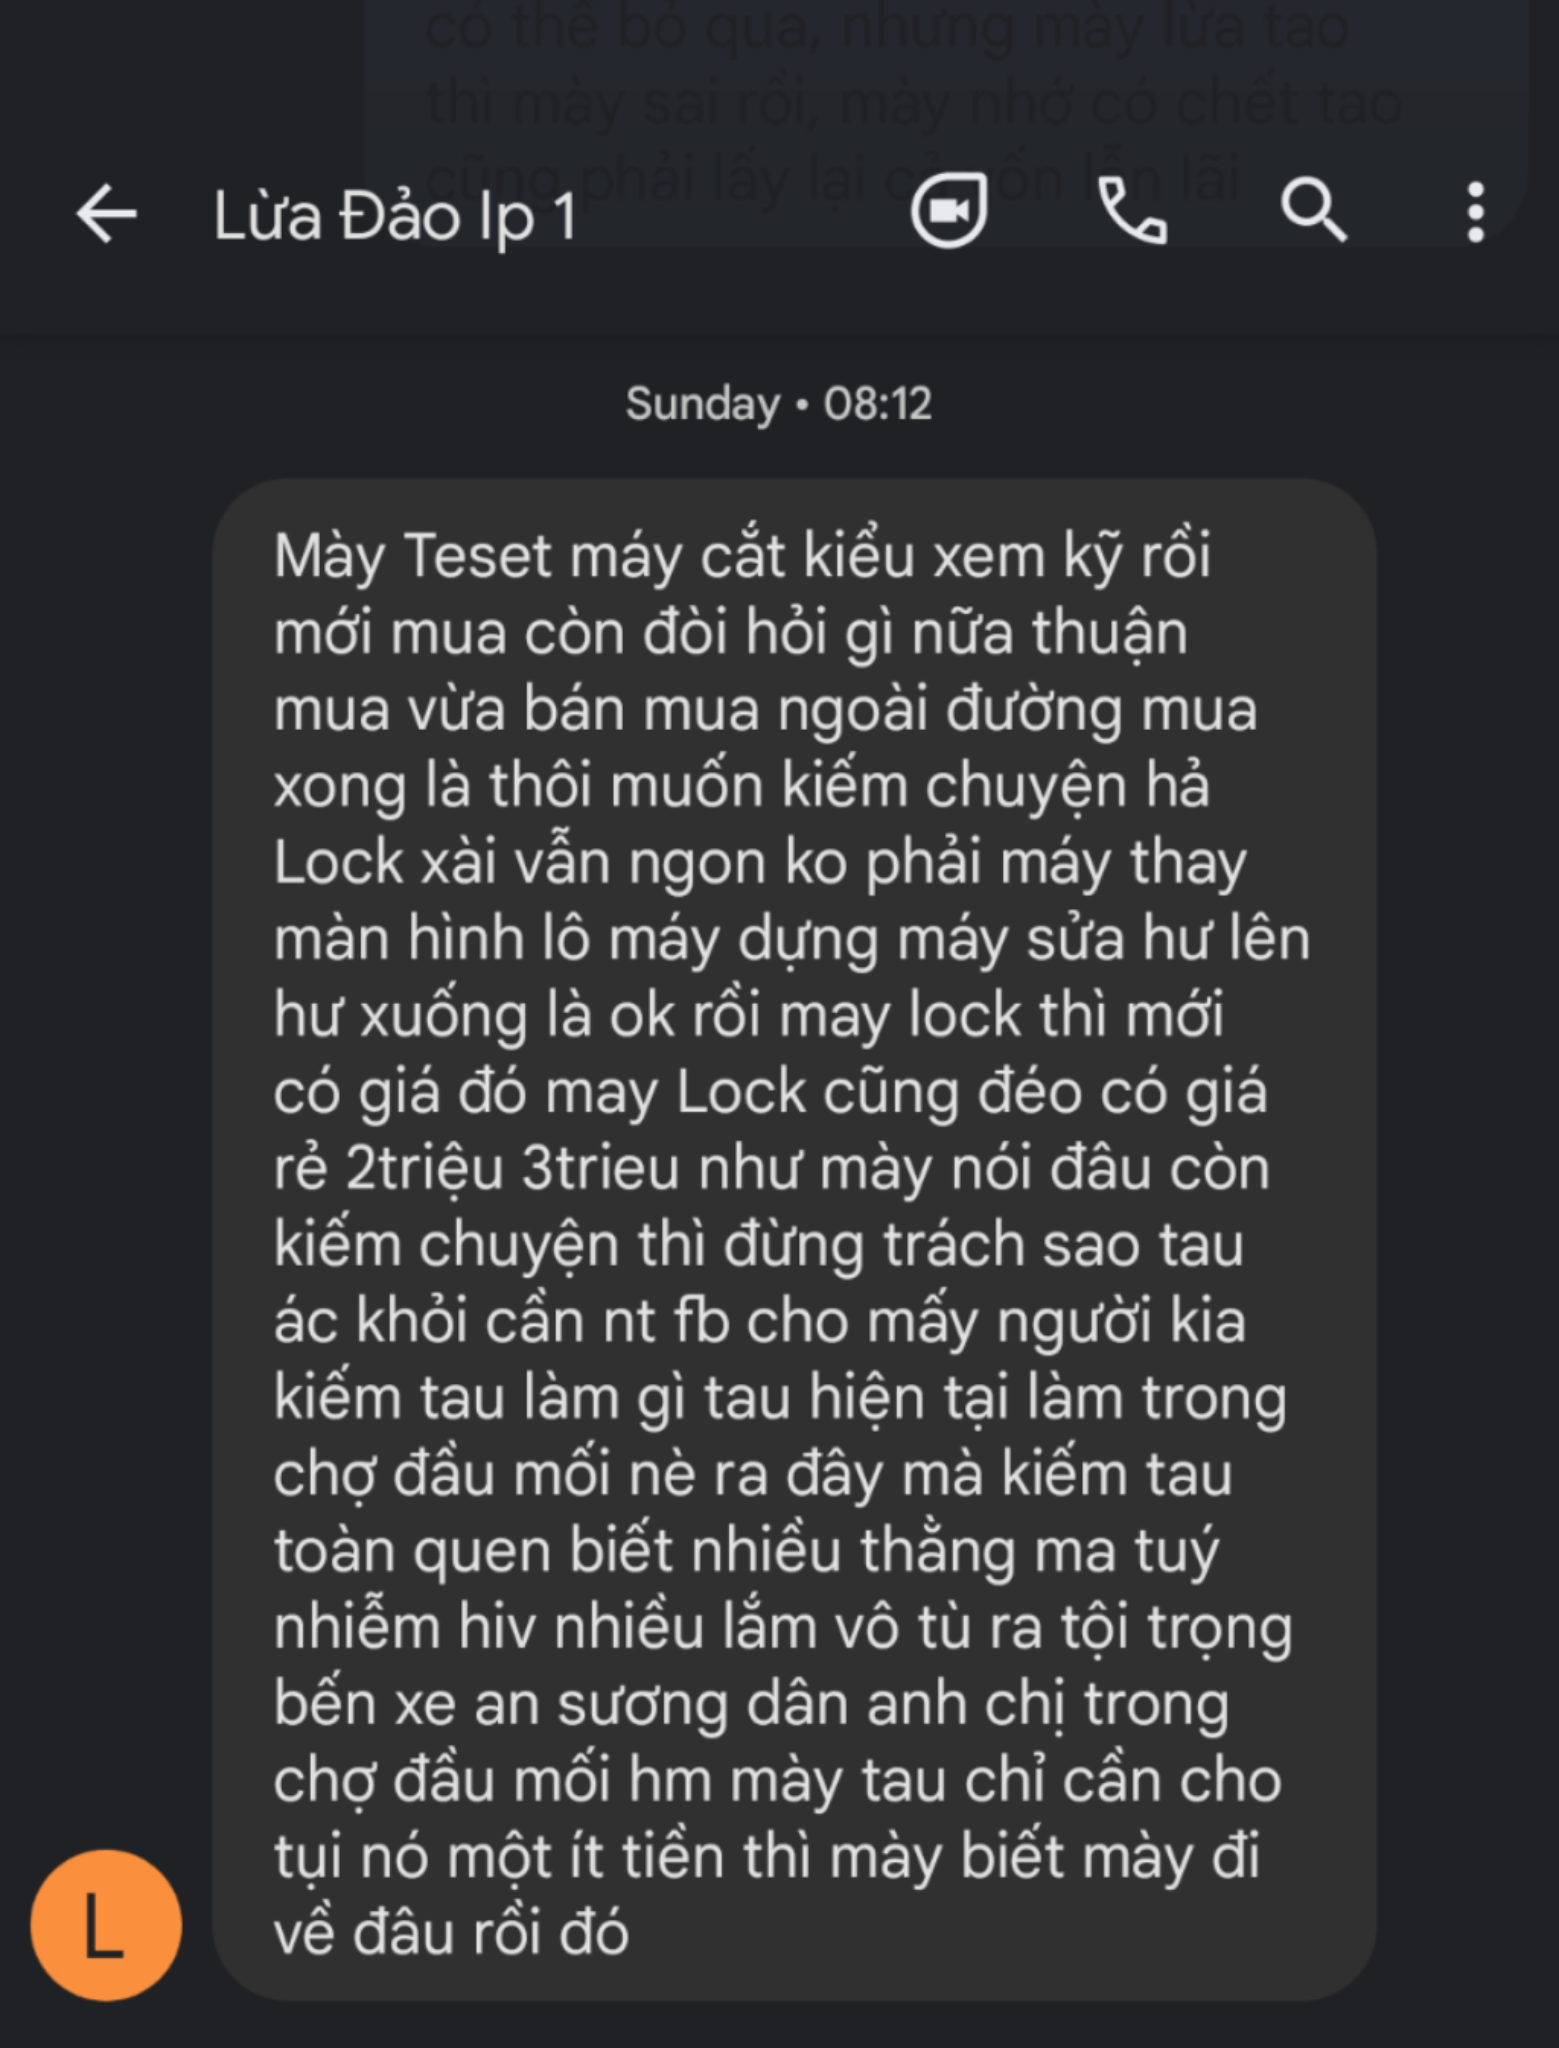 có thể bỏ qua, nhưng mày lừa tao
thì mày sai rồi, mày nhớ có chết tao
cũng phải lấy lại cả vốn lẫn lãi
Lừa Đảo Ip 1
Sunday • 08:12
Mày Teset máy cắt kiểu xem kỹ rồi
mới mua còn đòi hỏi gì nữa thuận
mua vừa bán mua ngoài đường mua
xong là thôi muốn kiếm chuyện hả
Lock xài vẫn ngon ko phải máy thay
màn hình lô máy dựng máy sửa hư lên
hư xuống là ok rồi may lock thì mới
có giá đó may Lock cũng đéo có giá
rẻ 2triệu 3trieu như mày nói đâu còn
kiếm chuyện thì đừng trách sao tau
ác khỏi cần nt fb cho mấy người kia
kiếm tau làm gì tau hiện tại làm trong
chợ đầu mối nè ra đây mà kiếm tau
toàn quen biết nhiều thằng ma tuý
nhiễm hiv nhiều lắm vô tù ra tội trọng
bến xe an sương dân anh chị trong
chợ đầu mối hm mày tau chỉ cần cho
tụi nó một ít tiền thì mày biết mày đi
về đâu rồi đó
L